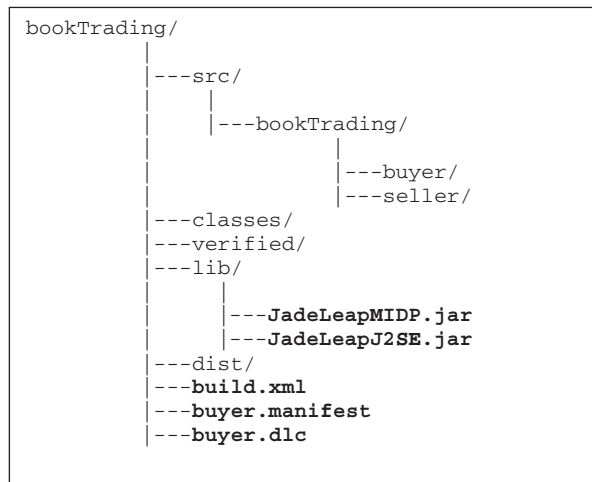 bookTrading/
|
|---src/
| |
| |---bookTrading/
| |
| |---buyer/
| |---seller/
|---classes/
|---verified/
|---lib/
| |
| |---JadeLeapMIDP.jar
| |---JadeLeapJ2SE.jar
|---dist/
|---build.xml
|---buyer.manifest
|---buyer.dlc